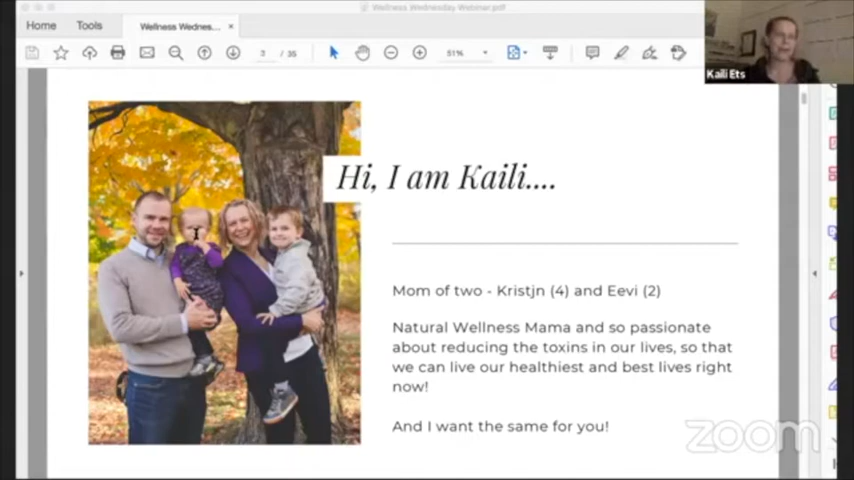 Wellness Wednesday Webinar.pdf
Home Tools Wellness Wednes... ×
3 / 35 51%
Kaili Ets
Hi, I am Kaili....
Mom of two - Kristjn (4) and Eevi (2)
Natural Wellness Mama and so passionate
about reducing the toxins in our lives, so that
we can live our healthiest and best lives right
now!
And I want the same for you!
zoom